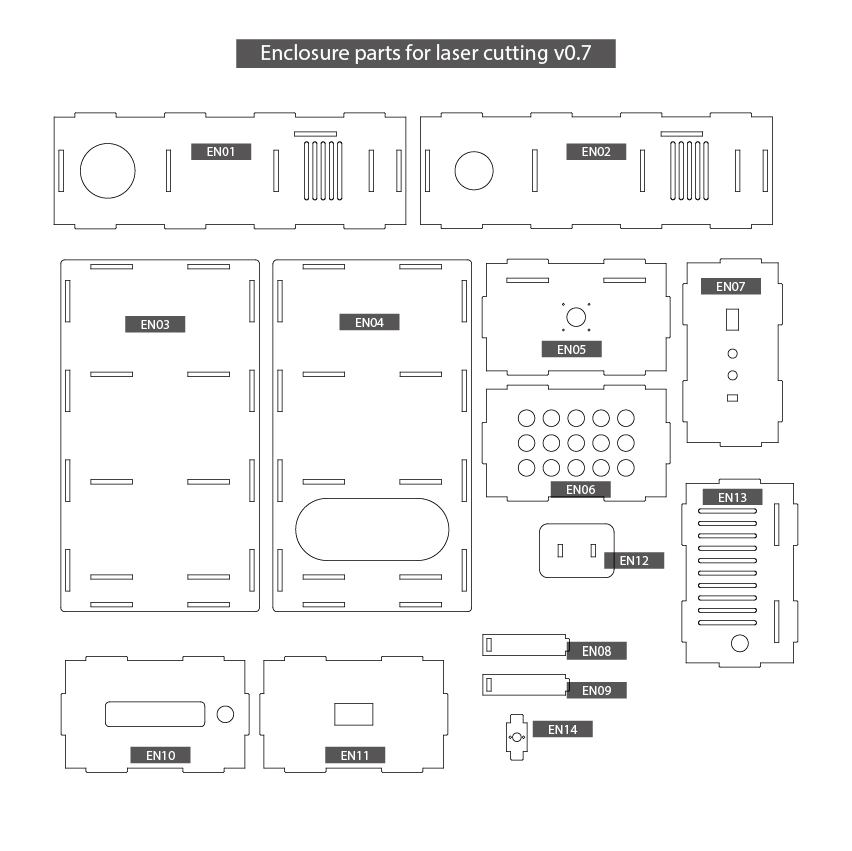 Enclosure parts for laser cutting v0.7
EN01
EN02
EN03
EN04
EN05
EN07
EN06
EN13
EN12
EN08
EN09
EN14
EN10
EN11